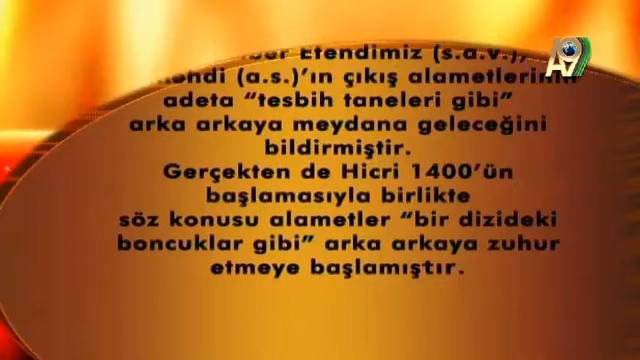 A9
Efendimiz (s.a.v.),
(a.s.)’ın çıkış alametlerinin
adeta “tesbih taneleri gibi”
arka arkaya meydana geleceğini
bildirmiştir.
Gerçekten de Hicri 1400’ün
başlamasıyla birlikte
söz konusu alametler “bir dizideki
boncuklar gibi” arka arkaya zuhur
etmeye başlamıştır.